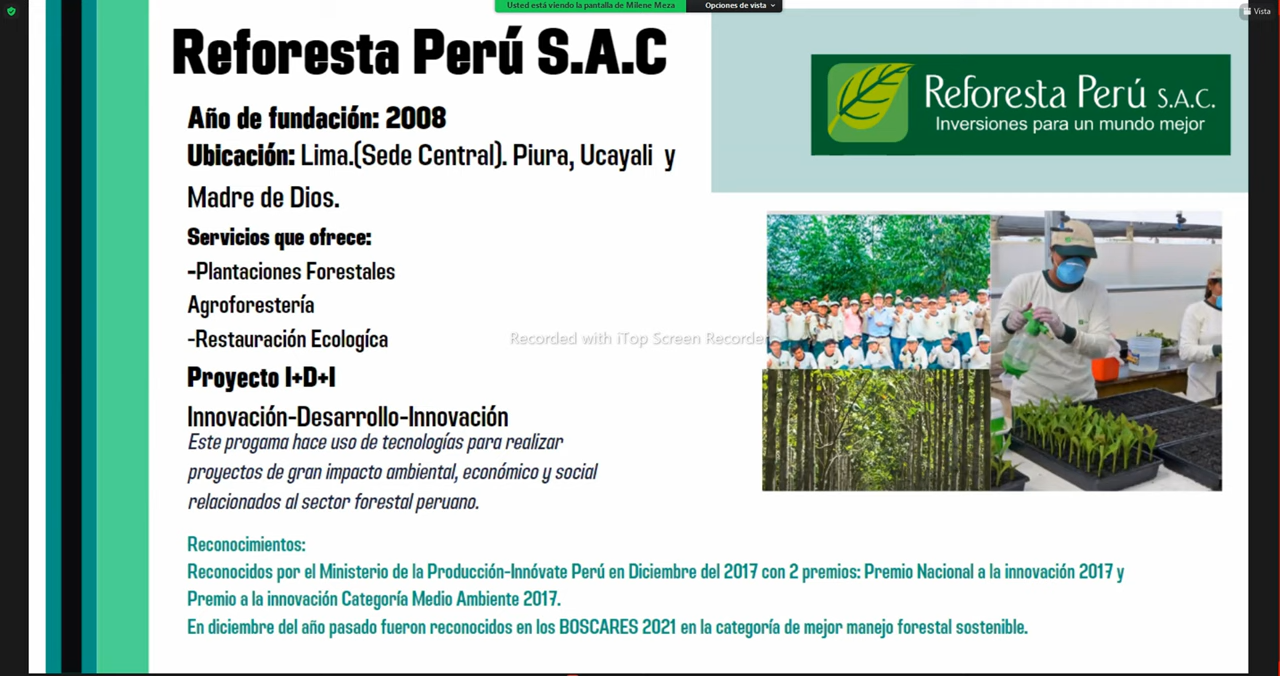 Usted está viendo la pantalla de Milene Meza
Opciones de vista
Vista
Reforesta Perú S.A.C
Reforesta Perú S.A.C.
Inversiones para un mundo mejor
Año de fundación: 2008
Ubicación: Lima.(Sede Central). Piura, Ucayali y
Madre de Dios.
Servicios que ofrece:
-Plantaciones Forestales
Agroforestería
-Restauración Ecologíca
Recorded with iTop Screen Recorder
Proyecto I+D+I
Innovación-Desarrollo-Innovación
Este progama hace uso de tecnologías para realizar
proyectos de gran impacto ambiental, económico y social
relacionados al sector forestal peruano.
Reconocimientos:
Reconocidos por el Ministerio de la Producción-Innóvate Perú en Diciembre del 2017 con 2 premios: Premio Nacional a la innovación 2017 y
Premio a la innovación Categoría Medio Ambiente 2017.
En diciembre del año pasado fueron reconocidos en los BOSCARES 2021 en la categoría de mejor manejo forestal sostenible.